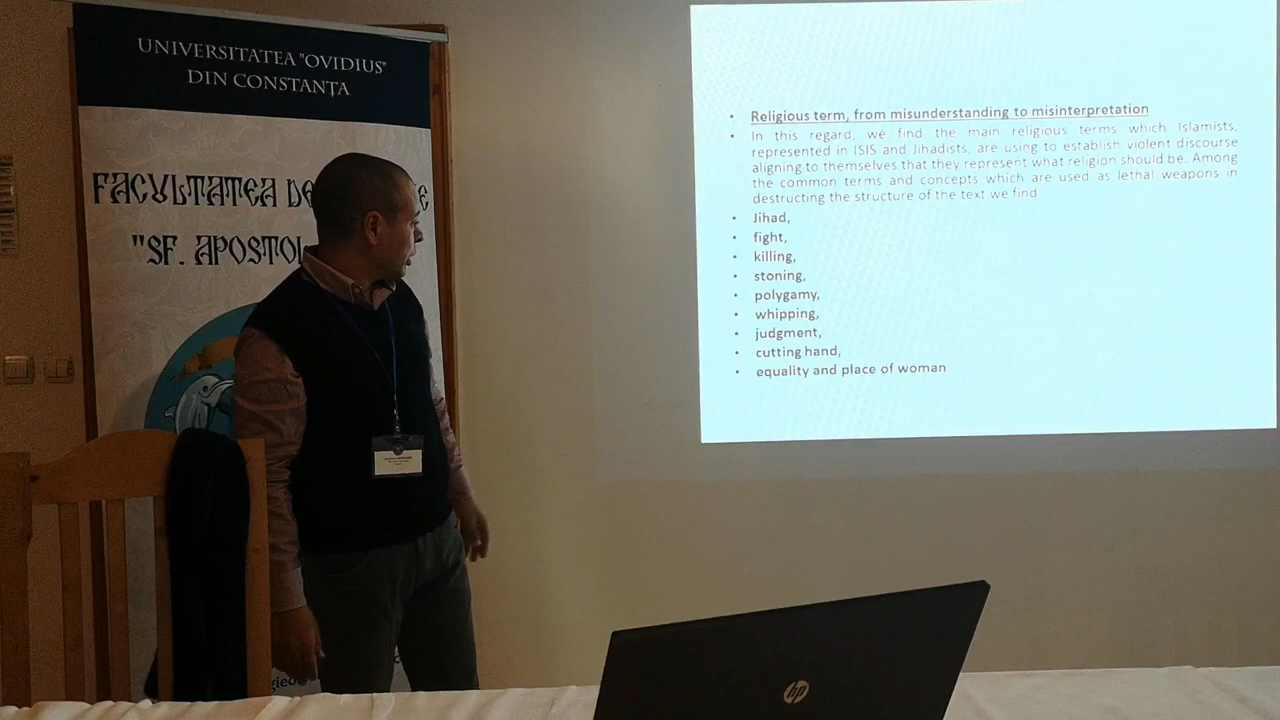 UNIVERSITATEA "OVIDIUS"
DIN CONSTANȚA
FACULTATEA DE
"SF. APOSTOL
• Religious term, from misunderstanding to misinterpretation
• In this regard, we find the main religious terms which Islamists,
represented in ISIS and Jihadists, are using to establish violent discourse
aligning to themselves that they represent what religion should be. Among
the common terms and concepts which are used as lethal weapons in
destructing the structure of the text we find
• Jihad,
• fight,
• killing,
• stoning,
• polygamy,
• whipping,
• judgment,
• cutting hand,
• equality and place of woman
hp